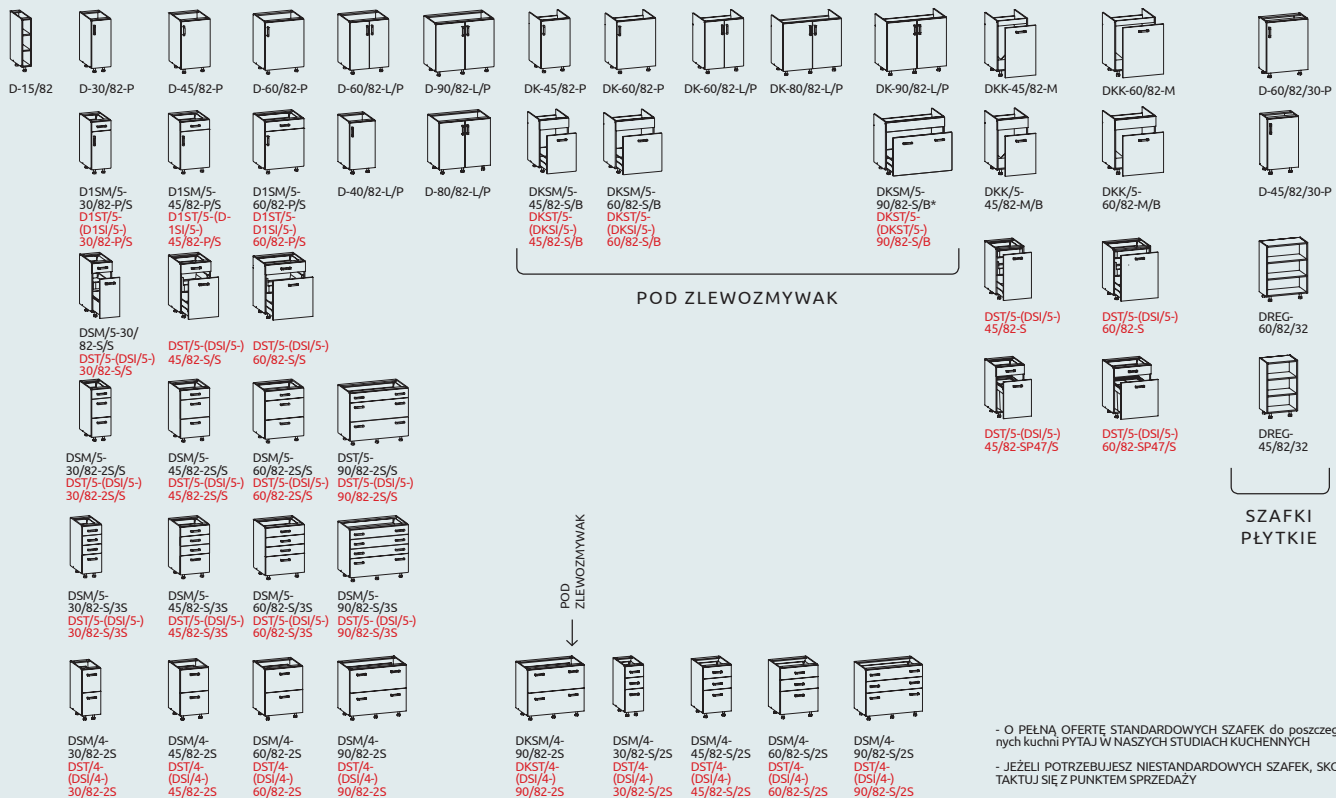 D-15/82
D-30/82-P
D-45/82-P
D-60/82-P
D-60/82-L/P
D-90/82-L/P
DK-45/82-P
DK-60/82-P
DK-60/82-L/P
DK-80/82-L/P
DK-90/82-L/P
DKK-45/82-M
DKK-60/82-M
D-60/82/30-P
D1SM/5-
30/82-P/S
D1ST/5-
(D1SI/5-)
30/82-P/S
D1SM/5-
45/82-P/S
D1ST/5-(D-
1SI/5-)
45/82-P/S
D1SM/5-
60/82-P/S
D1ST/5-
D1SI/5-)
60/82-P/S
D-40/82-L/P
D-80/82-L/P
DKSM/5-
45/82-S/B
DKST/5-
(DKSI/5-)
45/82-S/B
DKSM/5-
60/82-S/B
DKST/5-
(DKSI/5-)
60/82-S/B
DKSM/5-
90/82-S/B*
DKST/5-
(DKST/5-)
90/82-S/B
DKK/5-
45/82-M/B
DKK/5-
60/82-M/B
D-45/82/30-P
POD ZLEWOZMYWAK
DSM/5-30/
82-S/S
DST/5-(DSI/5-)
30/82-S/S
DST/5-(DSI/5-)
45/82-S/S
DST/5-(DSI/5-)
60/82-S/S
DST/5-(DSI/5-)
45/82-S
DST/5-(DSI/5-)
60/82-S
DREG-
60/82/32
DSM/5-
30/82-2S/S
DST/5-(DSI/5-)
30/82-2S/S
DSM/5-
45/82-2S/S
DST/5-(DSI/5-)
45/82-2S/S
DSM/5-
60/82-2S/S
DST/5-(DSI/5-)
60/82-2S/S
DST/5-
90/82-2S/S
DST/5-(DSI/5-)
90/82-2S/S
DST/5-(DSI/5-)
45/82-SP47/S
DST/5-(DSI/5-)
60/82-SP47/S
DREG-
45/82/32
SZAFKI
PŁYTKIE
DSM/5-
30/82-S/3S
DST/5-(DSI/5-)
30/82-S/3S
DSM/5-
45/82-S/3S
DST/5-(DSI/5-)
45/82-S/3S
DSM/5-
60/82-S/3S
DST/5-(DSI/5-)
60/82-S/3S
DSM/5-
90/82-S/3S
DST/5- (DSI/5-)
90/82-S/3S
POD
ZLEWOZMYWAK
DSM/4-
30/82-2S
DST/4-
(DSI/4-)
30/82-2S
DSM/4-
45/82-2S
DST/4-
(DSI/4-)
45/82-2S
DSM/4-
60/82-2S
DST/4-
(DSI/4-)
60/82-2S
DSM/4-
90/82-2S
DST/4-
(DSI/4-)
90/82-2S
DKSM/4-
90/82-2S
DKST/4-
(DSI/4-)
90/82-2S
DSM/4-
30/82-S/2S
DST/4-
(DSI/4-)
30/82-S/2S
DSM/4-
45/82-S/2S
DST/4-
(DSI/4-)
45/82-S/2S
DSM/4-
60/82-S/2S
DST/4-
(DSI/4-)
60/82-S/2S
DSM/4-
90/82-S/2S
DST/4-
(DSI/4-)
90/82-S/2S
- O PEŁNĄ OFERTĘ STANDARDOWYCH SZAFEK do poszczeg
nych kuchni PYTAJ W NASZYCH STUDIACH KUCHENNYCH
- JEŻELI POTRZEBUJESZ NIESTANDARDOWYCH SZAFEK, SKO
TAKTUJ SIĘ Z PUNKTEM SPRZEDAŻY